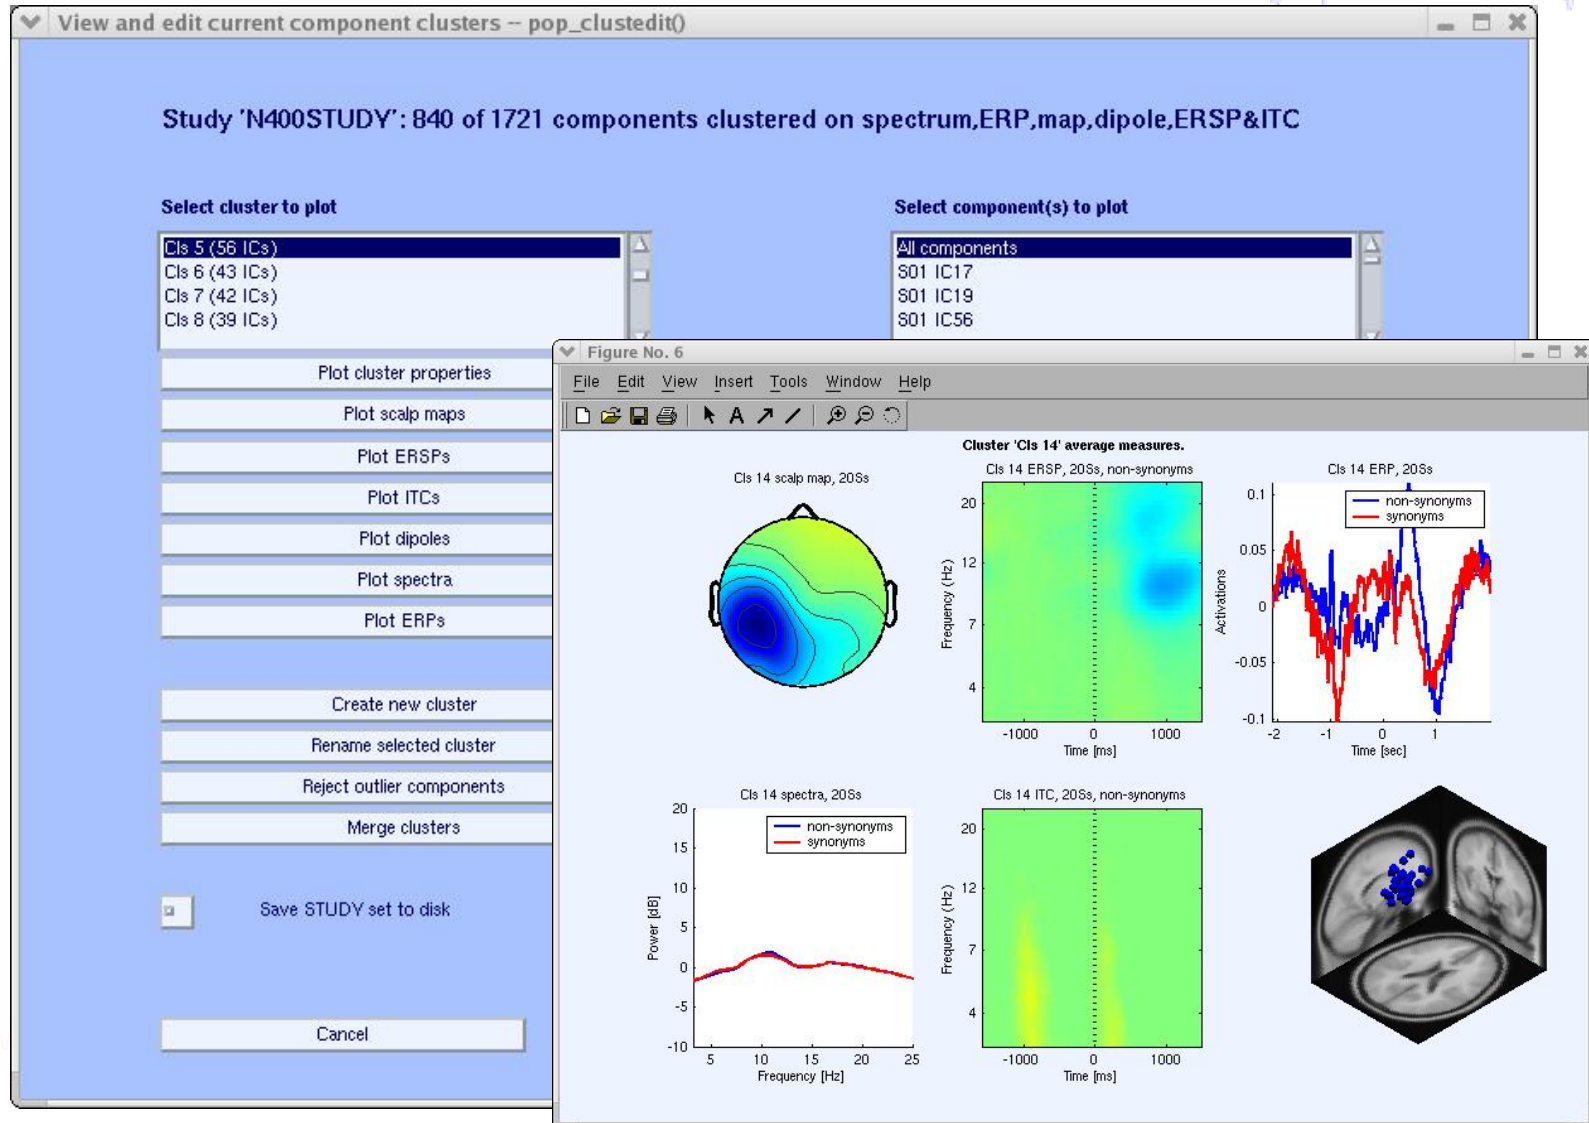 View and edit current component clusters -- pop_clustedit()
Study 'N400STUDY': 840 of 1721 components clustered on spectrum,ERP,map,dipole,ERSP&ITC
Select cluster to plot
Cls 5 (56 ICs)
Cls 6 (43 ICs)
Cls 7 (42 ICs)
Cls 8 (39 ICs)
Select component(s) to plot
All components
S01 IC17
S01 IC19
S01 IC56
Plot cluster properties
Plot scalp maps
Plot ERSPs
Plot ITCs
Plot dipoles
Plot spectra
Plot ERPs
Create new cluster
Rename selected cluster
Reject outlier components
Merge clusters
Save STUDY set to disk
Cancel
Figure No. 6
File Edit View Insert Tools Window Help
A
Cluster 'Cls 14' average measures.
Cls 14 scalp map, 20Ss
Cls 14 ERSP, 20Ss, non-synonyms
20
12
7
4
Frequency (Hz)
-1000 0 1000
Time [ms]
Cls 14 ERP, 20Ss
non-synonyms
synonyms
0.1
0.05
0
-0.05
-0.1
Activations
-2 -1 0 1
Time [sec]
Cls 14 spectra, 20Ss
non-synonyms
synonyms
20
15
10
5
0
-5
-10
Power [dB]
5 10 15 20 25
Frequency [Hz]
Cls 14 ITC, 20Ss, non-synonyms
20
12
7
4
Frequency (Hz)
-1000 0 1000
Time [ms]